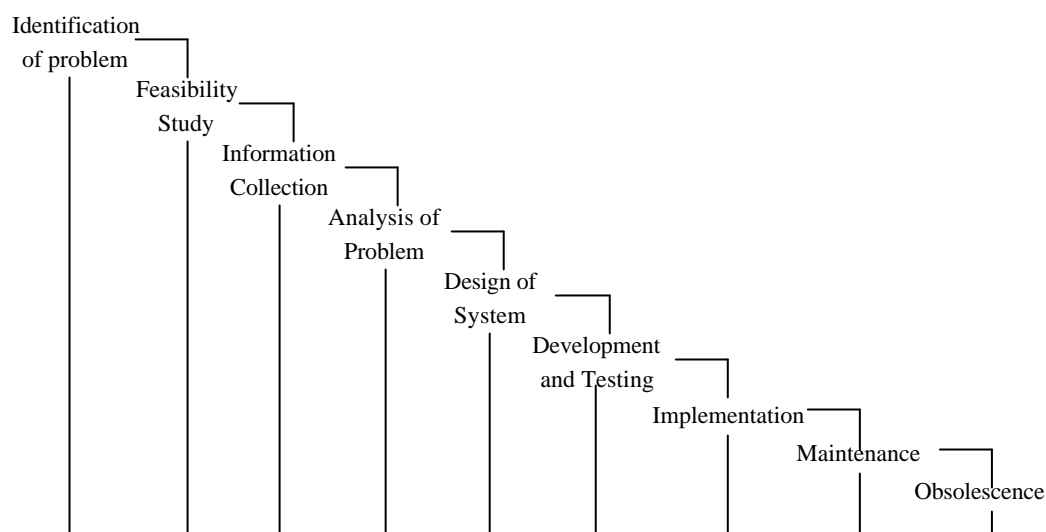 Identification
of problem
Feasibility
Study
Information
Collection
Analysis of
Problem
Design of
System
Development
and Testing
Implementation
Maintenance
Obsolescence